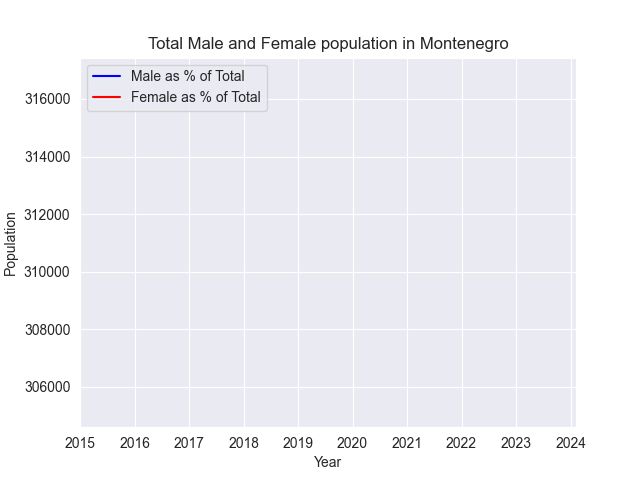 Total Male and Female population in Montenegro
Male as % of Total
Female as % of Total
316000
314000
312000
310000
308000
306000
Population
2015 2016 2017 2018 2019 2020 2021 2022 2023 2024
Year